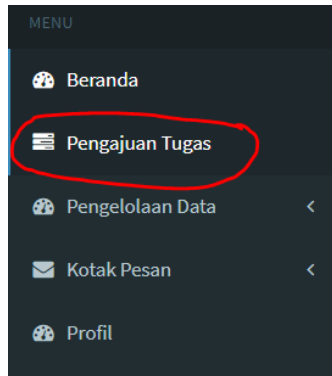 MENU
Beranda
Pengajuan Tugas
Pengelolaan Data
Kotak Pesan
Profil